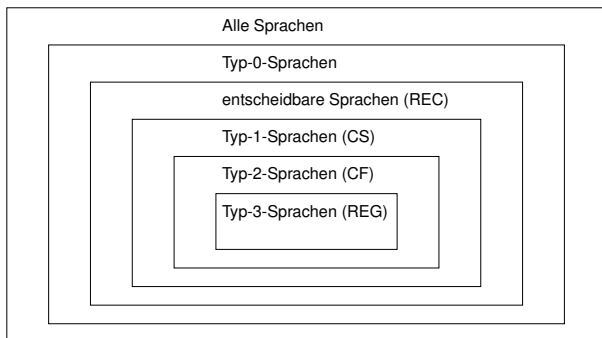 Alle Sprachen
Typ-0-Sprachen
entscheidbare Sprachen (REC)
Typ-1-Sprachen (CS)
Typ-2-Sprachen (CF)
Typ-3-Sprachen (REG)